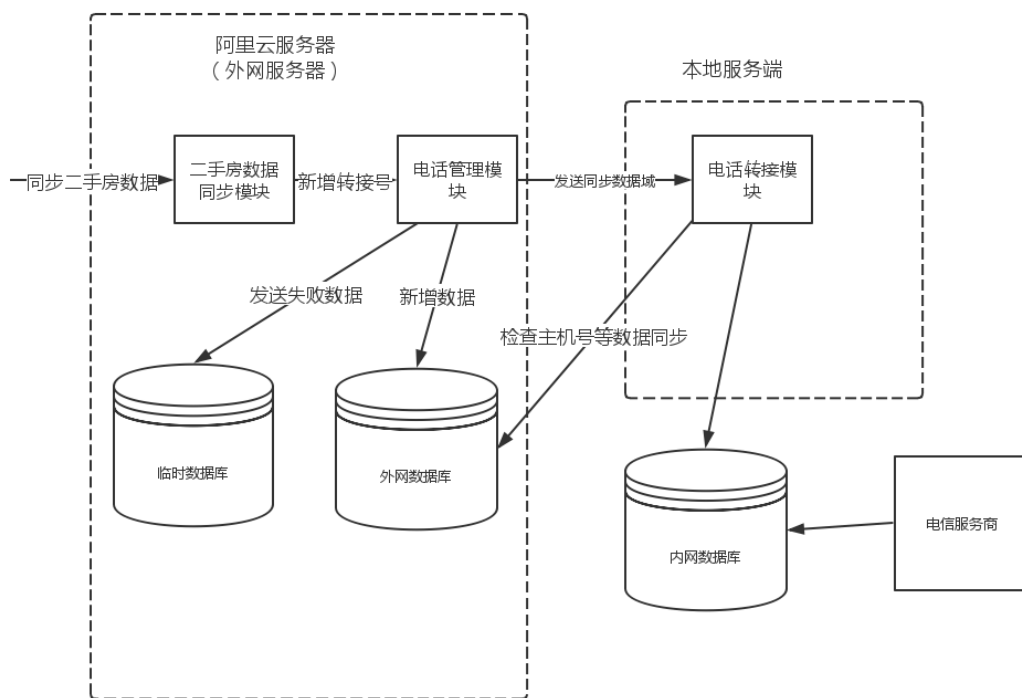 阿里云服务器
（外网服务器）
本地服务端
同步二手房数据
二手房数据
同步模块
新增转接号
电话管理模
块
发送同步数据域
电话转接模
块
发送失败数据
新增数据
检查主机号等数据同步
临时数据库
外网数据库
内网数据库
电信服务商